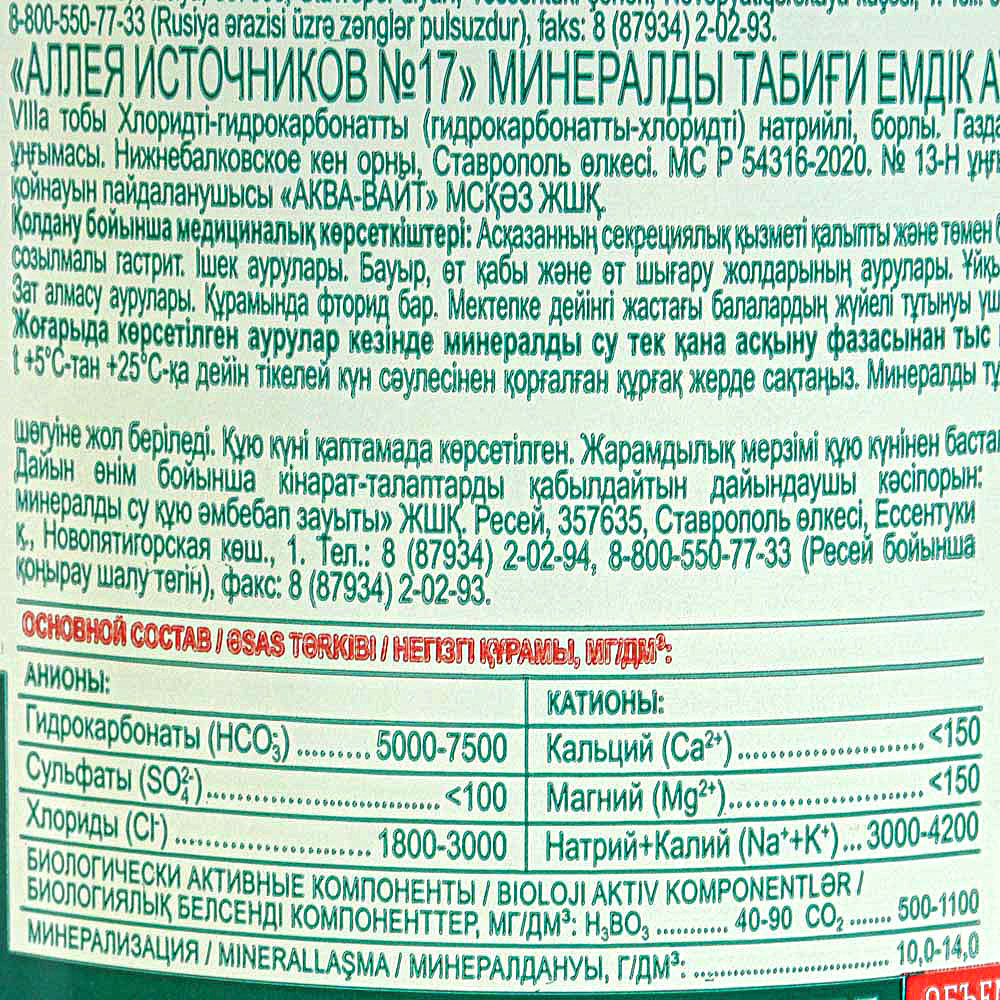 8-800-550-77-33 (Rusiya ərazisi üzrə zənglər pulsuzdur), faks: 8 (87934) 2-02-93.
«АЛЛЕЯ ИСТОЧНИКОВ №17» МИНЕРАЛДЫ ТАБИҒИ ЕМДІК А
VIIIа тобы Хлоридті-гидрокарбонатты (гидрокарбонатты-хлоридті) натрийлі, борлы. Газда
ұңғымасы. Нижнебалковское кен орны, Ставрополь өлкесі. МС Р 54316-2020. № 13-Н ұңғ
қойнауын пайдаланушысы «АКВА-ВАЙТ» МСҚӘЗ ЖШҚ.
Қолдану бойынша медициналық көрсеткіштері: Асқазанның секрециялық қызметі қалыпты және төмен
созылмалы гастрит. Ішек аурулары. Бауыр, өт қабы және өт шығару жолдарының аурулары. Ұйқы
Зат алмасу аурулары. Құрамында фторид бар. Мектепке дейінгі жастағы балалардың жүйелі тұтынуы үш
Жоғарыда көрсетілген аурулар кезінде минералды су тек қана асқыну фазасынан тыс
t +5°С-тан +25°С-қа дейін тікелей күн сәулесінен қорғалған құрғақ жерде сақтаңыз. Минералды тұ
шөгуіне жол беріледі. Құю күні қаптамада көрсетілген. Жарамдылық мерзімі құю күнінен баста
Дайын өнім бойынша кінарат-талаптарды қабылдайтын дайындаушы кәсіпорын:
минералды су құю әмбебап зауыты» ЖШҚ. Ресей, 357635, Ставрополь өлкесі, Ессентуки
қ., Новопятигорская көш., 1. Тел.: 8 (87934) 2-02-94, 8-800-550-77-33 (Ресей бойынша
қоңырау шалу тегін), факс: 8 (87934) 2-02-93.
ОСНОВНОЙ СОСТАВ / ƏSAS TƏRKİBİ / НЕГІЗГІ ҚҰРАМЫ, МГ/ДМ³:
АНИОНЫ:
Гидрокарбонаты (HCO₃⁻) ......... 5000-7500
Сульфаты (SO₄²⁻)........................................ <100
Хлориды (Cl⁻) ................................. 1800-3000
КАТИОНЫ:
Кальций (Ca²⁺) ............................... <150
Магний (Mg²⁺)................................. <150
Натрий+Калий (Na⁺+K⁺)... 3000-4200
БИОЛОГИЧЕСКИ АКТИВНЫЕ КОМПОНЕНТЫ / BIOLOJI AKTIV KOMPONENTLƏR /
БИОЛОГИЯЛЫҚ БЕЛСЕНДІ КОМПОНЕНТТЕР, МГ/ДМ³: H₃BO₃ ............ 40-90 CO₂ ....... 500-1100
МИНЕРАЛИЗАЦИЯ / MINERALLAŞMA / МИНЕРАЛДАНУЫ, Г/ДМ³: .................................... 10,0-14,0
ОБЪЕ